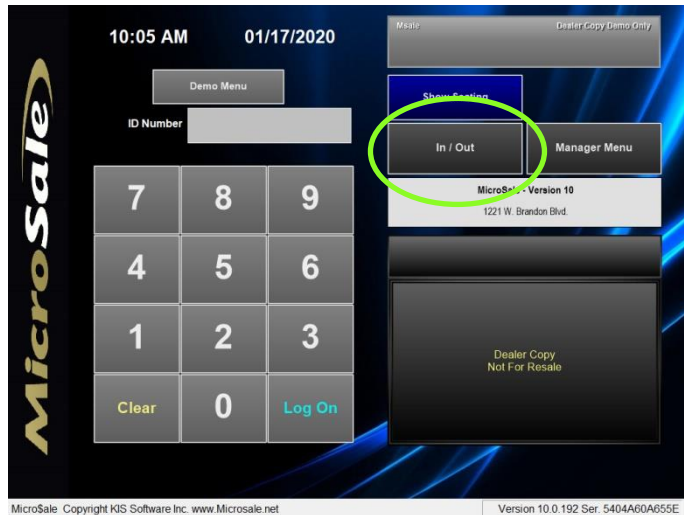 10:05 AM 01/17/2020
Msale Dealer Copy Demo Only
Demo Menu
Show Seating
ID Number
In / Out
Manager Menu
MicroSale - Version 10
1221 W. Brandon Blvd.
7 8 9
4 5 6
1 2 3
Clear 0 Log On
Dealer Copy
Not For Resale
MicroSale
Micro$ale Copyright KIS Software Inc. www.Microsale.net
Version 10.0.192 Ser. 5404A60A655E